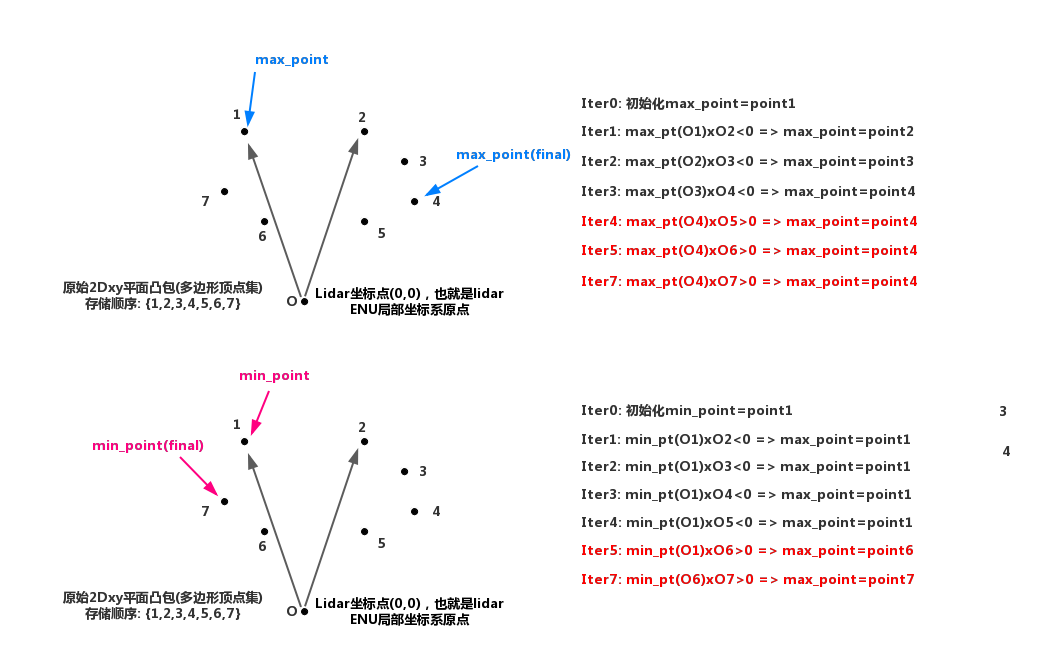 max_point
1
2
3
max_point(final)
4
7
5
6
原始2Dxy平面凸包(多边形顶点集)
存储顺序: {1,2,3,4,5,6,7}
O
Lidar坐标点(0,0)，也就是lidar
ENU局部坐标系原点
Iter0: 初始化max_point=point1
Iter1: max_pt(O1)xO2<0 => max_point=point2
Iter2: max_pt(O2)xO3<0 => max_point=point3
Iter3: max_pt(O3)xO4<0 => max_point=point4
Iter4: max_pt(O4)xO5>0 => max_point=point4
Iter5: max_pt(O4)xO6>0 => max_point=point4
Iter7: max_pt(O4)xO7>0 => max_point=point4
min_point
1
2
min_point(final)
3
7
4
6
5
原始2Dxy平面凸包(多边形顶点集)
存储顺序: {1,2,3,4,5,6,7}
O
Lidar坐标点(0,0)，也就是lidar
ENU局部坐标系原点
Iter0: 初始化min_point=point1
Iter1: min_pt(O1)xO2<0 => max_point=point1
Iter2: min_pt(O1)xO3<0 => max_point=point1
Iter3: min_pt(O1)xO4<0 => max_point=point1
Iter4: min_pt(O1)xO5<0 => max_point=point1
Iter5: min_pt(O1)xO6>0 => max_point=point6
Iter7: min_pt(O6)xO7>0 => max_point=point7
3
4